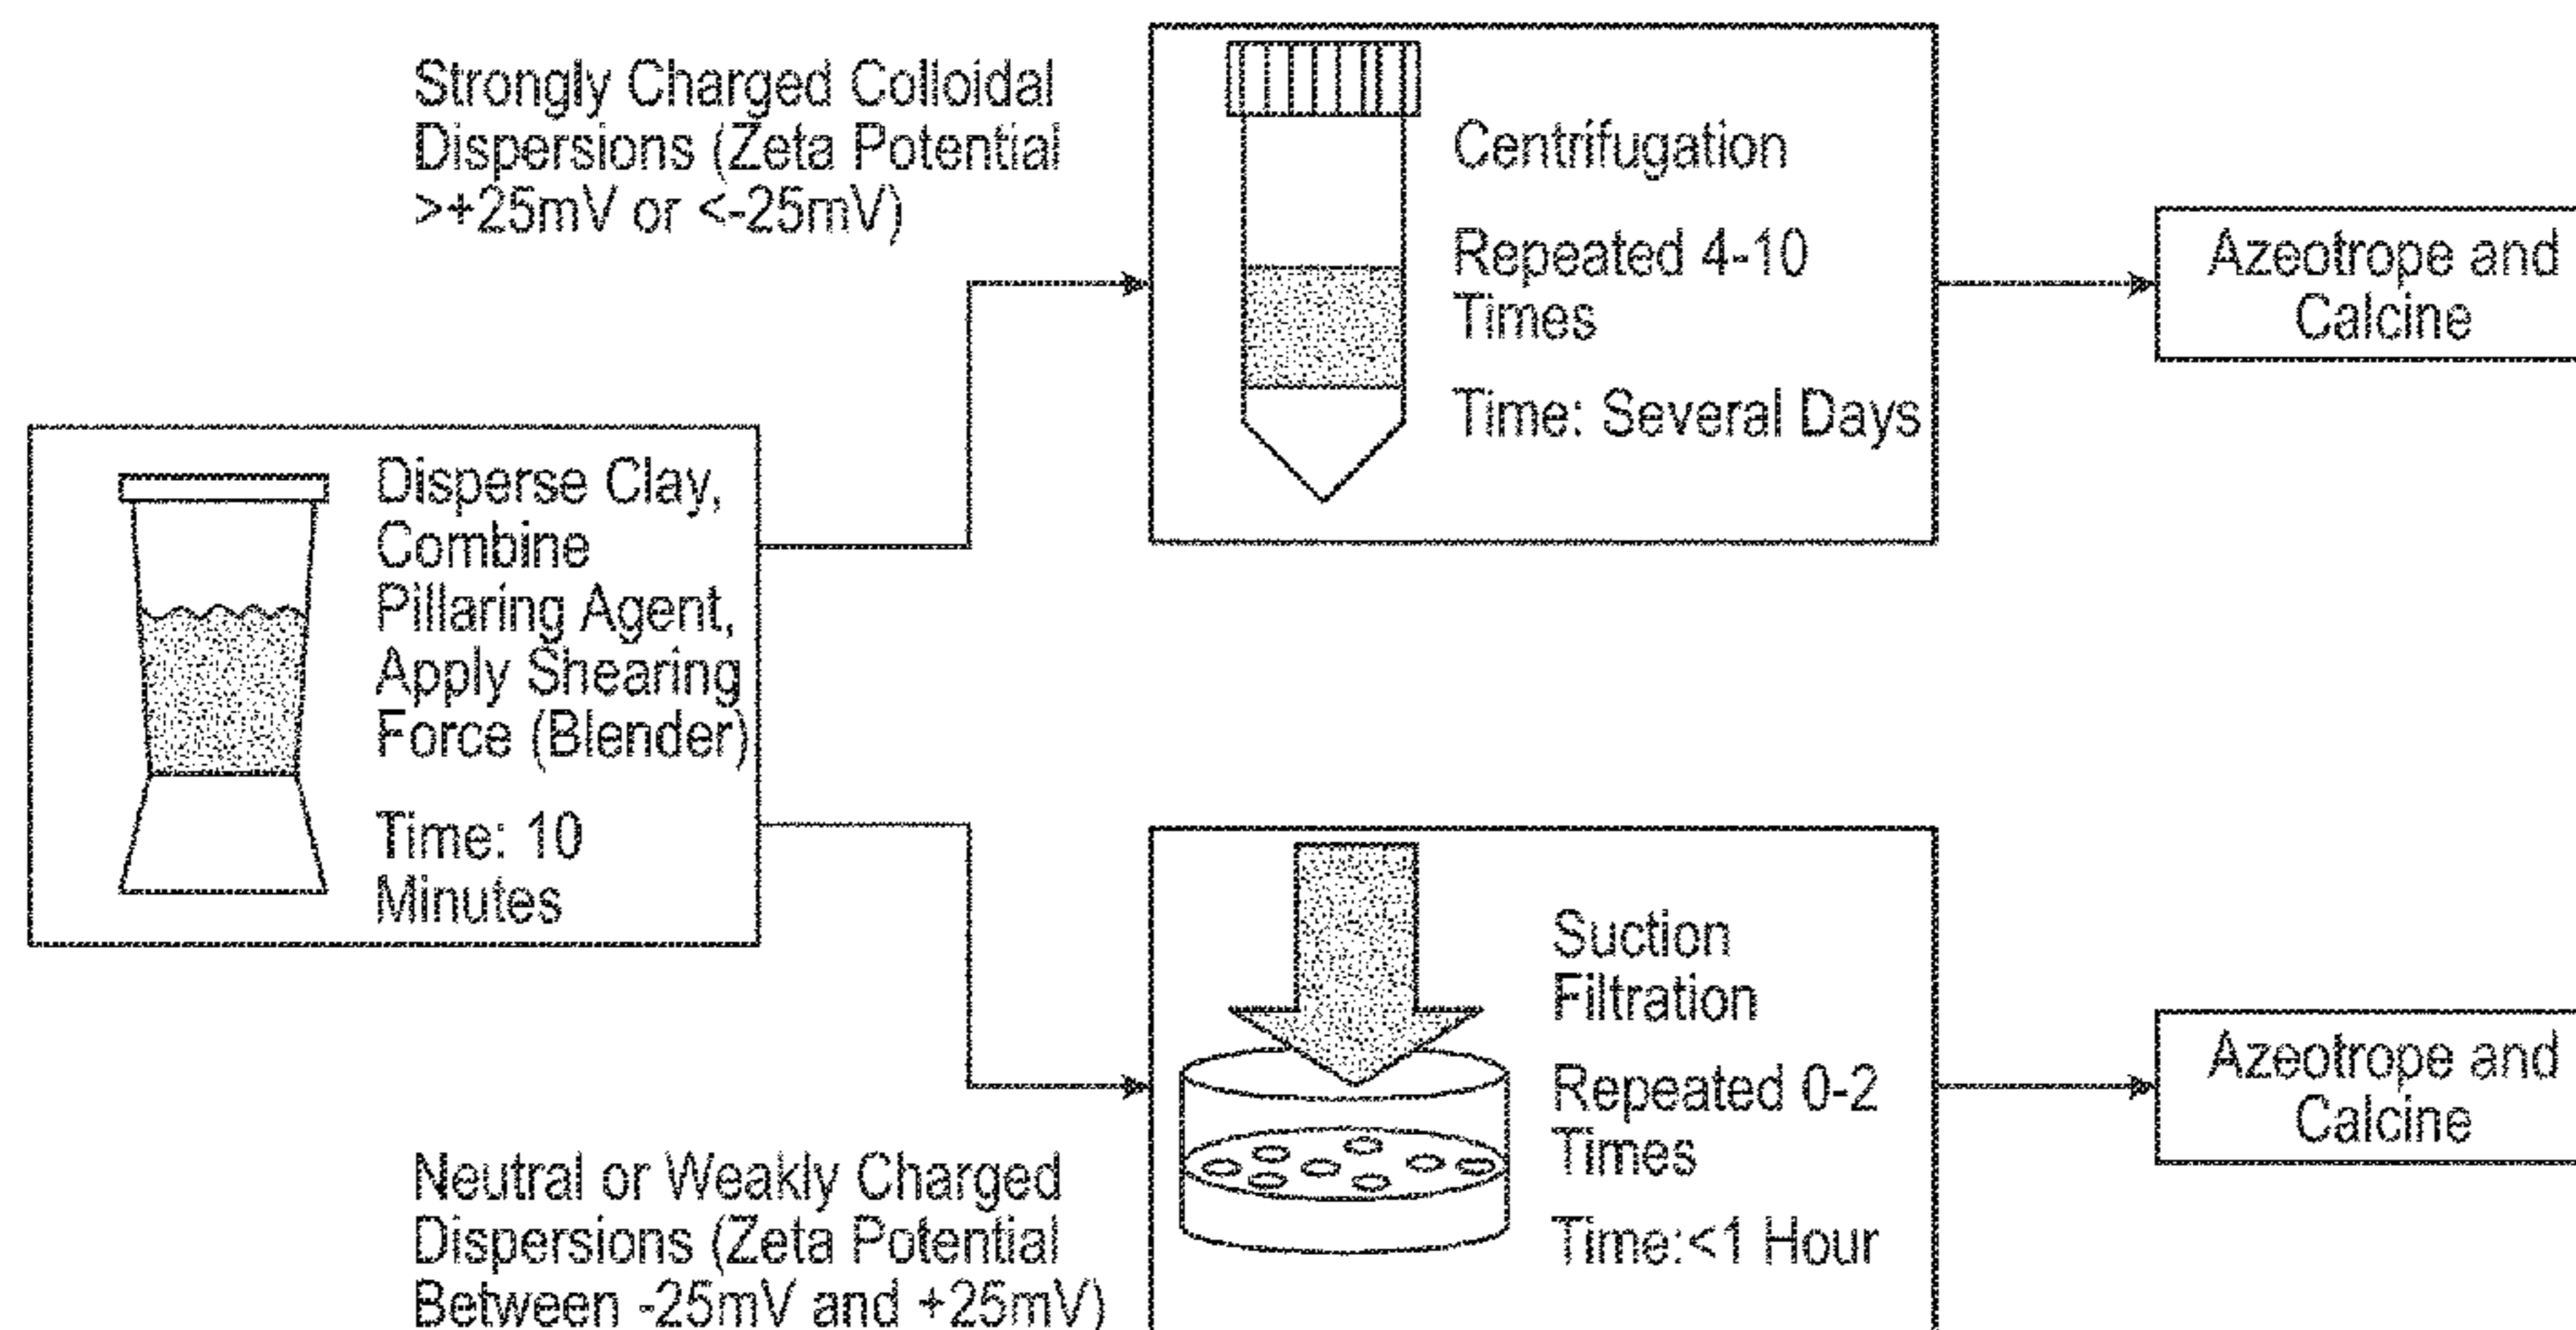 Strongly Charged Colloidal
Dispersions (Zeta Potential
>+25mV or <-25mV)
Centrifugation
Repeated 4-10
Times
Time: Several Days
Azeotrope and
Calcine
Disperse Clay,
Combine
Pillaring Agent,
Apply Shearing
Force (Blender)
Time: 10
Minutes
Suction
Filtration
Repeated 0-2
Times
Time:<1 Hour
Azeotrope and
Calcine
Neutral or Weakly Charged
Dispersions (Zeta Potential
Between -25mV and +25mV)